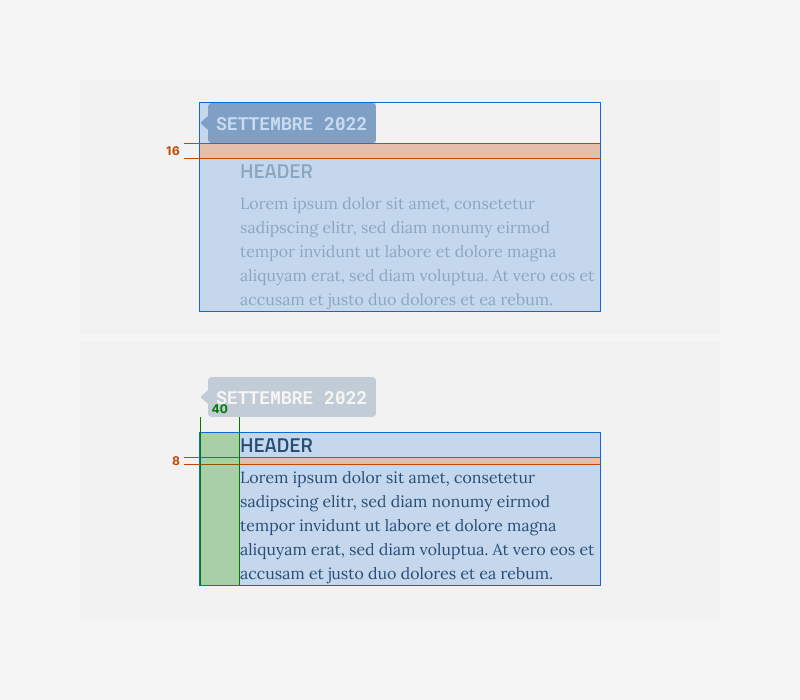 SETTEMBRE 2022
16
HEADER
Lorem ipsum dolor sit amet, consetetur
sadipscing elitr, sed diam nonumy eirmod
tempor invidunt ut labore et dolore magna
aliquyam erat, sed diam voluptua. At vero eos et
accusam et justo duo dolores et ea rebum.
SETTEMBRE 2022
40
HEADER
8
Lorem ipsum dolor sit amet, consetetur
sadipscing elitr, sed diam nonumy eirmod
tempor invidunt ut labore et dolore magna
aliquyam erat, sed diam voluptua. At vero eos et
accusam et justo duo dolores et ea rebum.